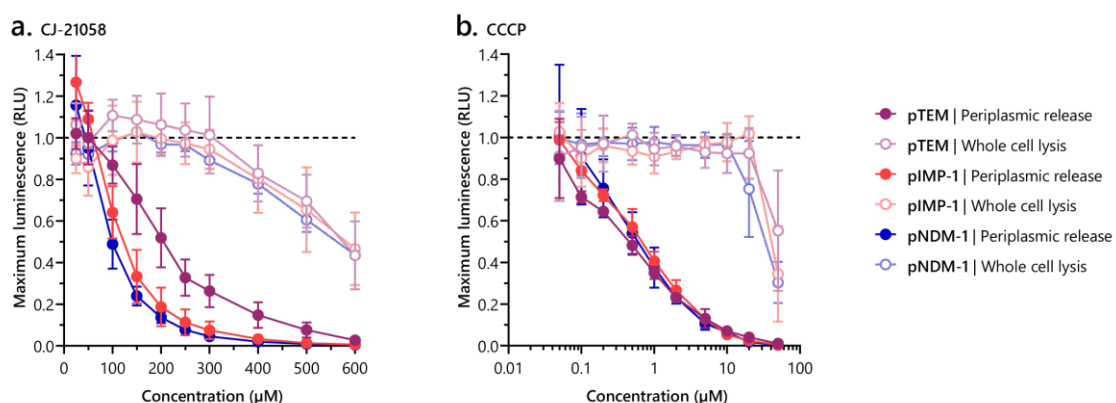 a. CJ-21058
b. CCCP
Maximum luminescence (RLU)
1.4
1.2
1.0
0.8
0.6
0.4
0.2
0.0
0 100 200 300 400 500 600
Concentration (µM)
Maximum luminescence (RLU)
1.4
1.2
1.0
0.8
0.6
0.4
0.2
0.0
0.01 0.1 1 10 100
Concentration (µM)
pTEM | Periplasmic release
pTEM | Whole cell lysis
pIMP-1 | Periplasmic release
pIMP-1 | Whole cell lysis
pNDM-1 | Periplasmic release
pNDM-1 | Whole cell lysis